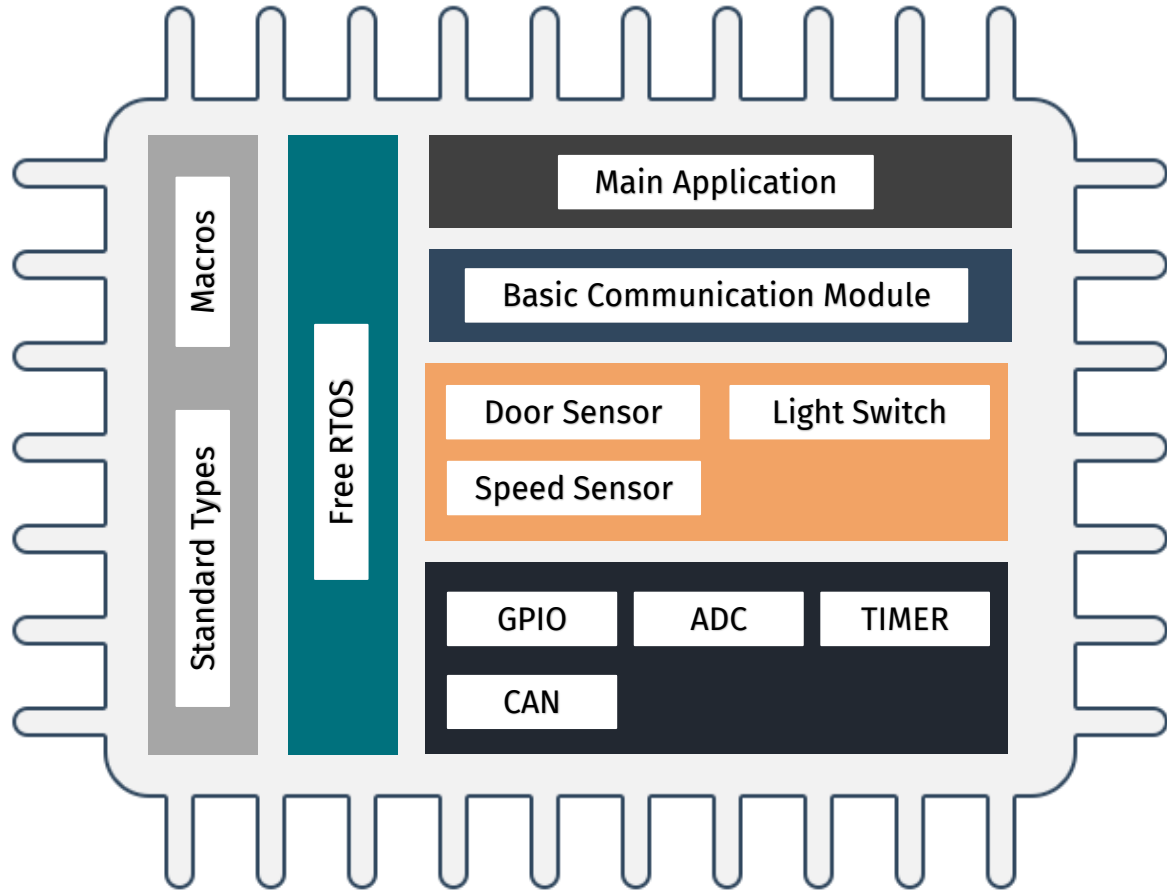 Macros
Standard Types
Free RTOS
Main Application
Basic Communication Module
Door Sensor
Light Switch
Speed Sensor
GPIO
ADC
TIMER
CAN